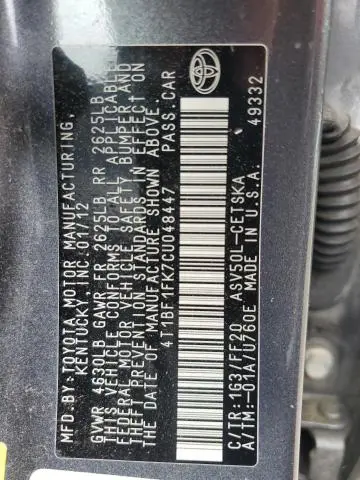 MFD. BY TOYOTA MOTOR MANUFACTURING,
KENTUCKY, INC. 01/12
GVWR 4630LB GAWR FR 2625LB RR 2625LB
THIS VEHICLE CONFORMS TO ALL APPLICABLE
FEDERAL MOTOR VEHICLE SAFETY, BUMPER, AND
THEFT PREVENTION STANDARDS IN EFFECT ON
THE DATE OF MANUFACTURE SHOWN ABOVE.
4T1BF1FK7CU048447 PASS. CAR
C/TR:1G3/FE20 ASV50L-CETSKA
A/TM:-01A/U760E MADE IN U.S.A. 49332